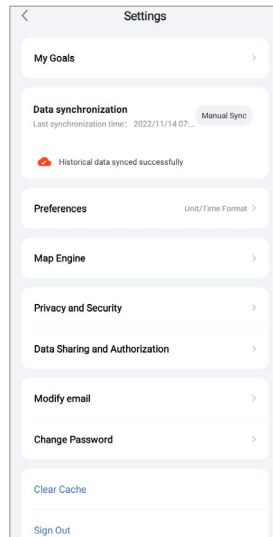 Settings
My Goals
Data synchronization
Last synchronization time： 2022/11/14 07:...
Manual Sync
Historical data synced successfully
Preferences Unit/Time Format
Map Engine
Privacy and Security
Data Sharing and Authorization
Modify email
Change Password
Clear Cache
Sign Out